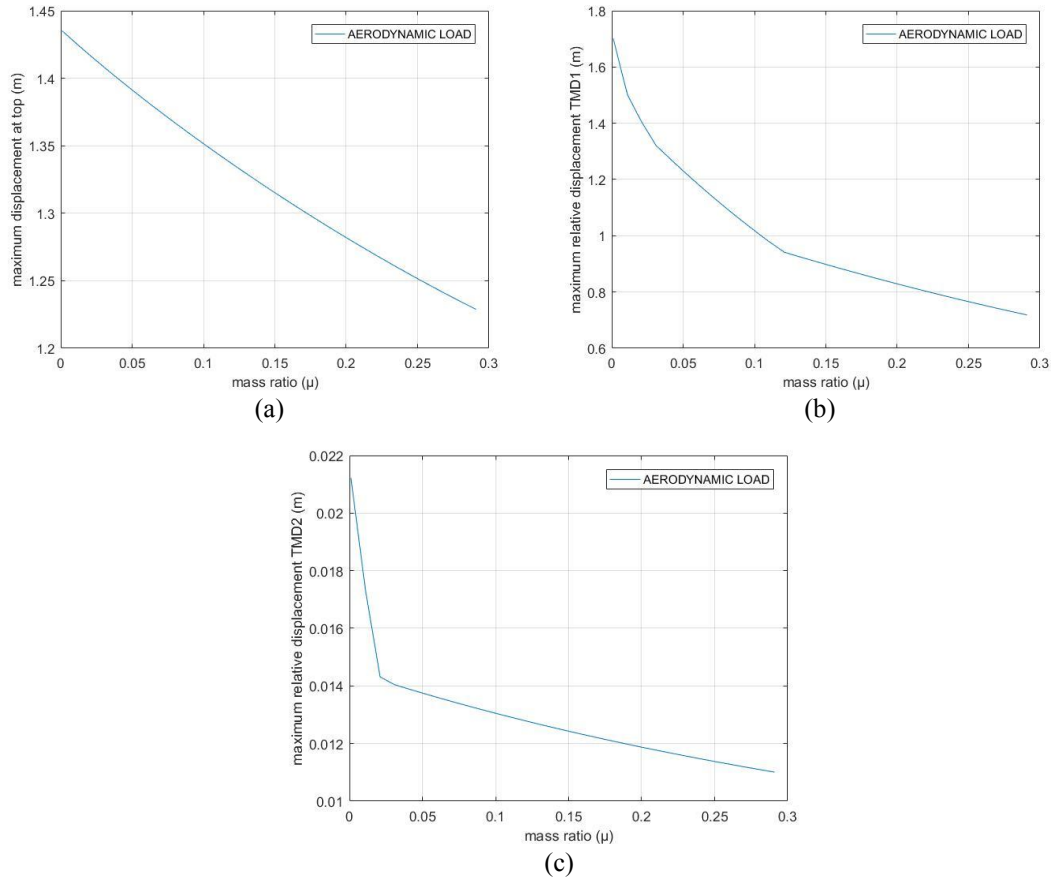 1.45
1.4
1.35
1.3
1.25
1.2
maximum displacement at top (m)
AERODYNAMIC LOAD
0 0.05 0.1 0.15 0.2 0.25 0.3
mass ratio (μ)
(a)
1.8
1.6
1.4
1.2
1
0.8
0.6
maximum relative displacement TMD1 (m)
AERODYNAMIC LOAD
0 0.05 0.1 0.15 0.2 0.25 0.3
mass ratio (μ)
(b)
0.022
0.02
0.018
0.016
0.014
0.012
0.01
maximum relative displacement TMD2 (m)
AERODYNAMIC LOAD
0 0.05 0.1 0.15 0.2 0.25 0.3
mass ratio (μ)
(c)